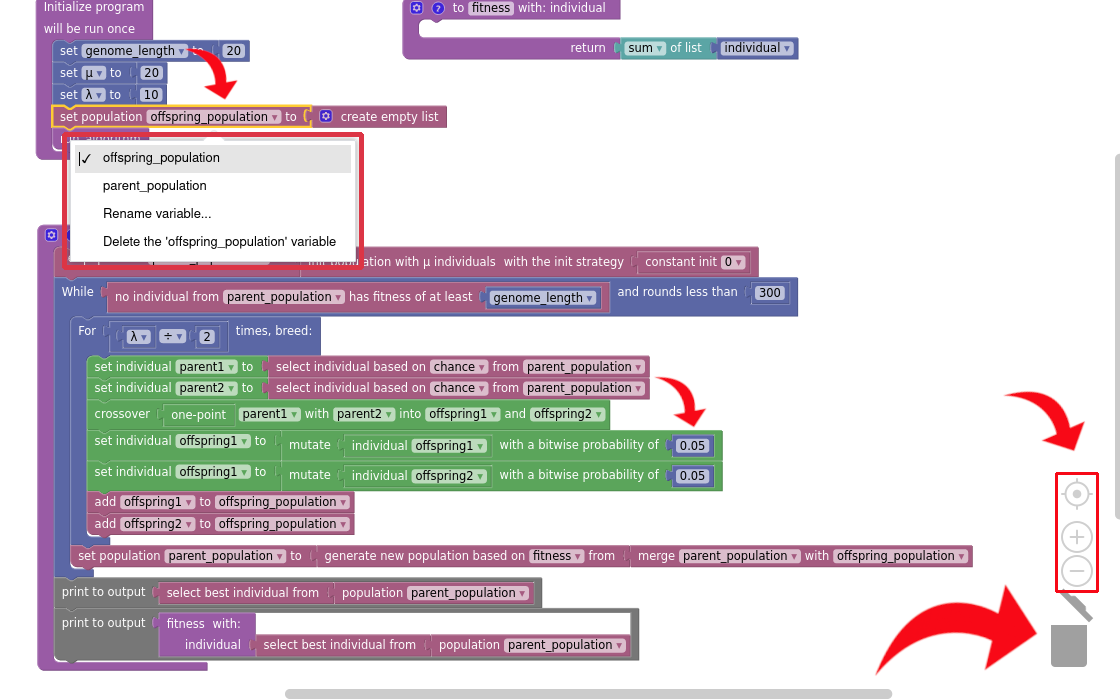 Initialize program
will be run once
set genome_length to 20
set μ to 20
set λ to 10
set population offspring_population to create empty list
to fitness with: individual
return sum of list individual
offspring_population
parent_population
Rename variable...
Delete the 'offspring_population' variable
population with μ individuals with the init strategy constant init 0
While no individual from parent_population has fitness of at least genome_length and rounds less than 300
For λ ÷ 2 times, breed:
set individual parent1 to select individual based on chance from parent_population
set individual parent2 to select individual based on chance from parent_population
crossover one-point parent1 with parent2 into offspring1 and offspring2
set individual offspring1 to mutate individual offspring1 with a bitwise probability of 0.05
set individual offspring1 to mutate individual offspring2 with a bitwise probability of 0.05
add offspring1 to offspring_population
add offspring2 to offspring_population
set population parent_population to generate new population based on fitness from merge parent_population with offspring_population
print to output select best individual from population parent_population
print to output fitness with:
individual select best individual from population parent_population